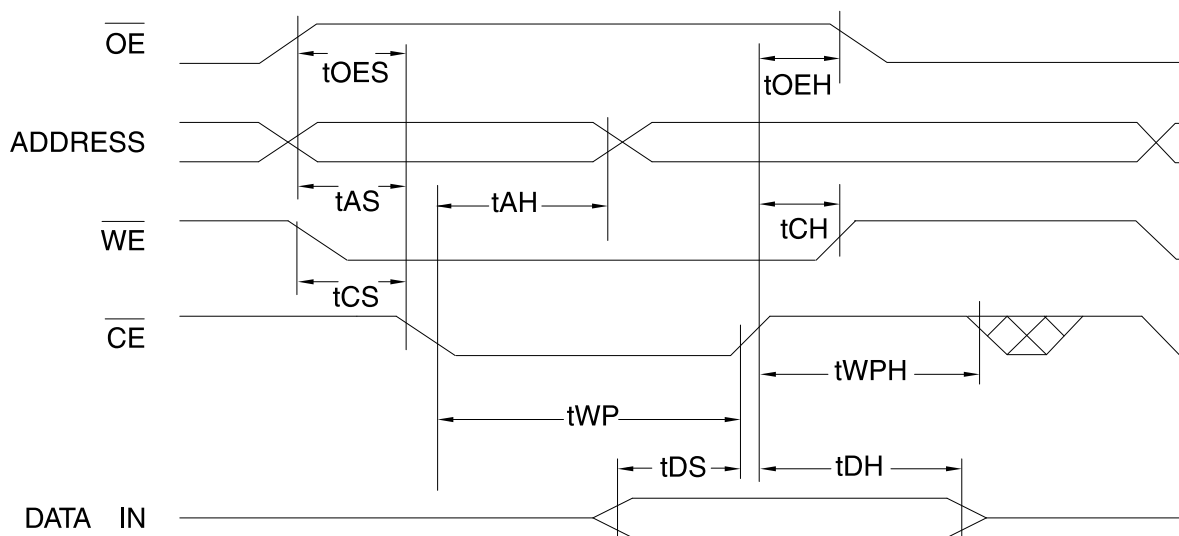 OE
tOES
tOEH
ADDRESS
tAS
tAH
tCH
WE
tCS
CE
tWPH
tWP
tDS
tDH
DATA IN